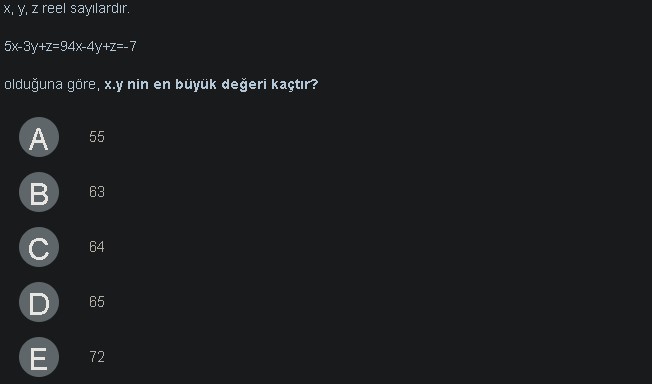 x, y, z reel sayılardır.
5x-3y+z=94x-4y+z=-7
olduğuna göre, x.y nin en büyük değeri kaçtır?
A 55
B 63
C 64
D 65
E 72